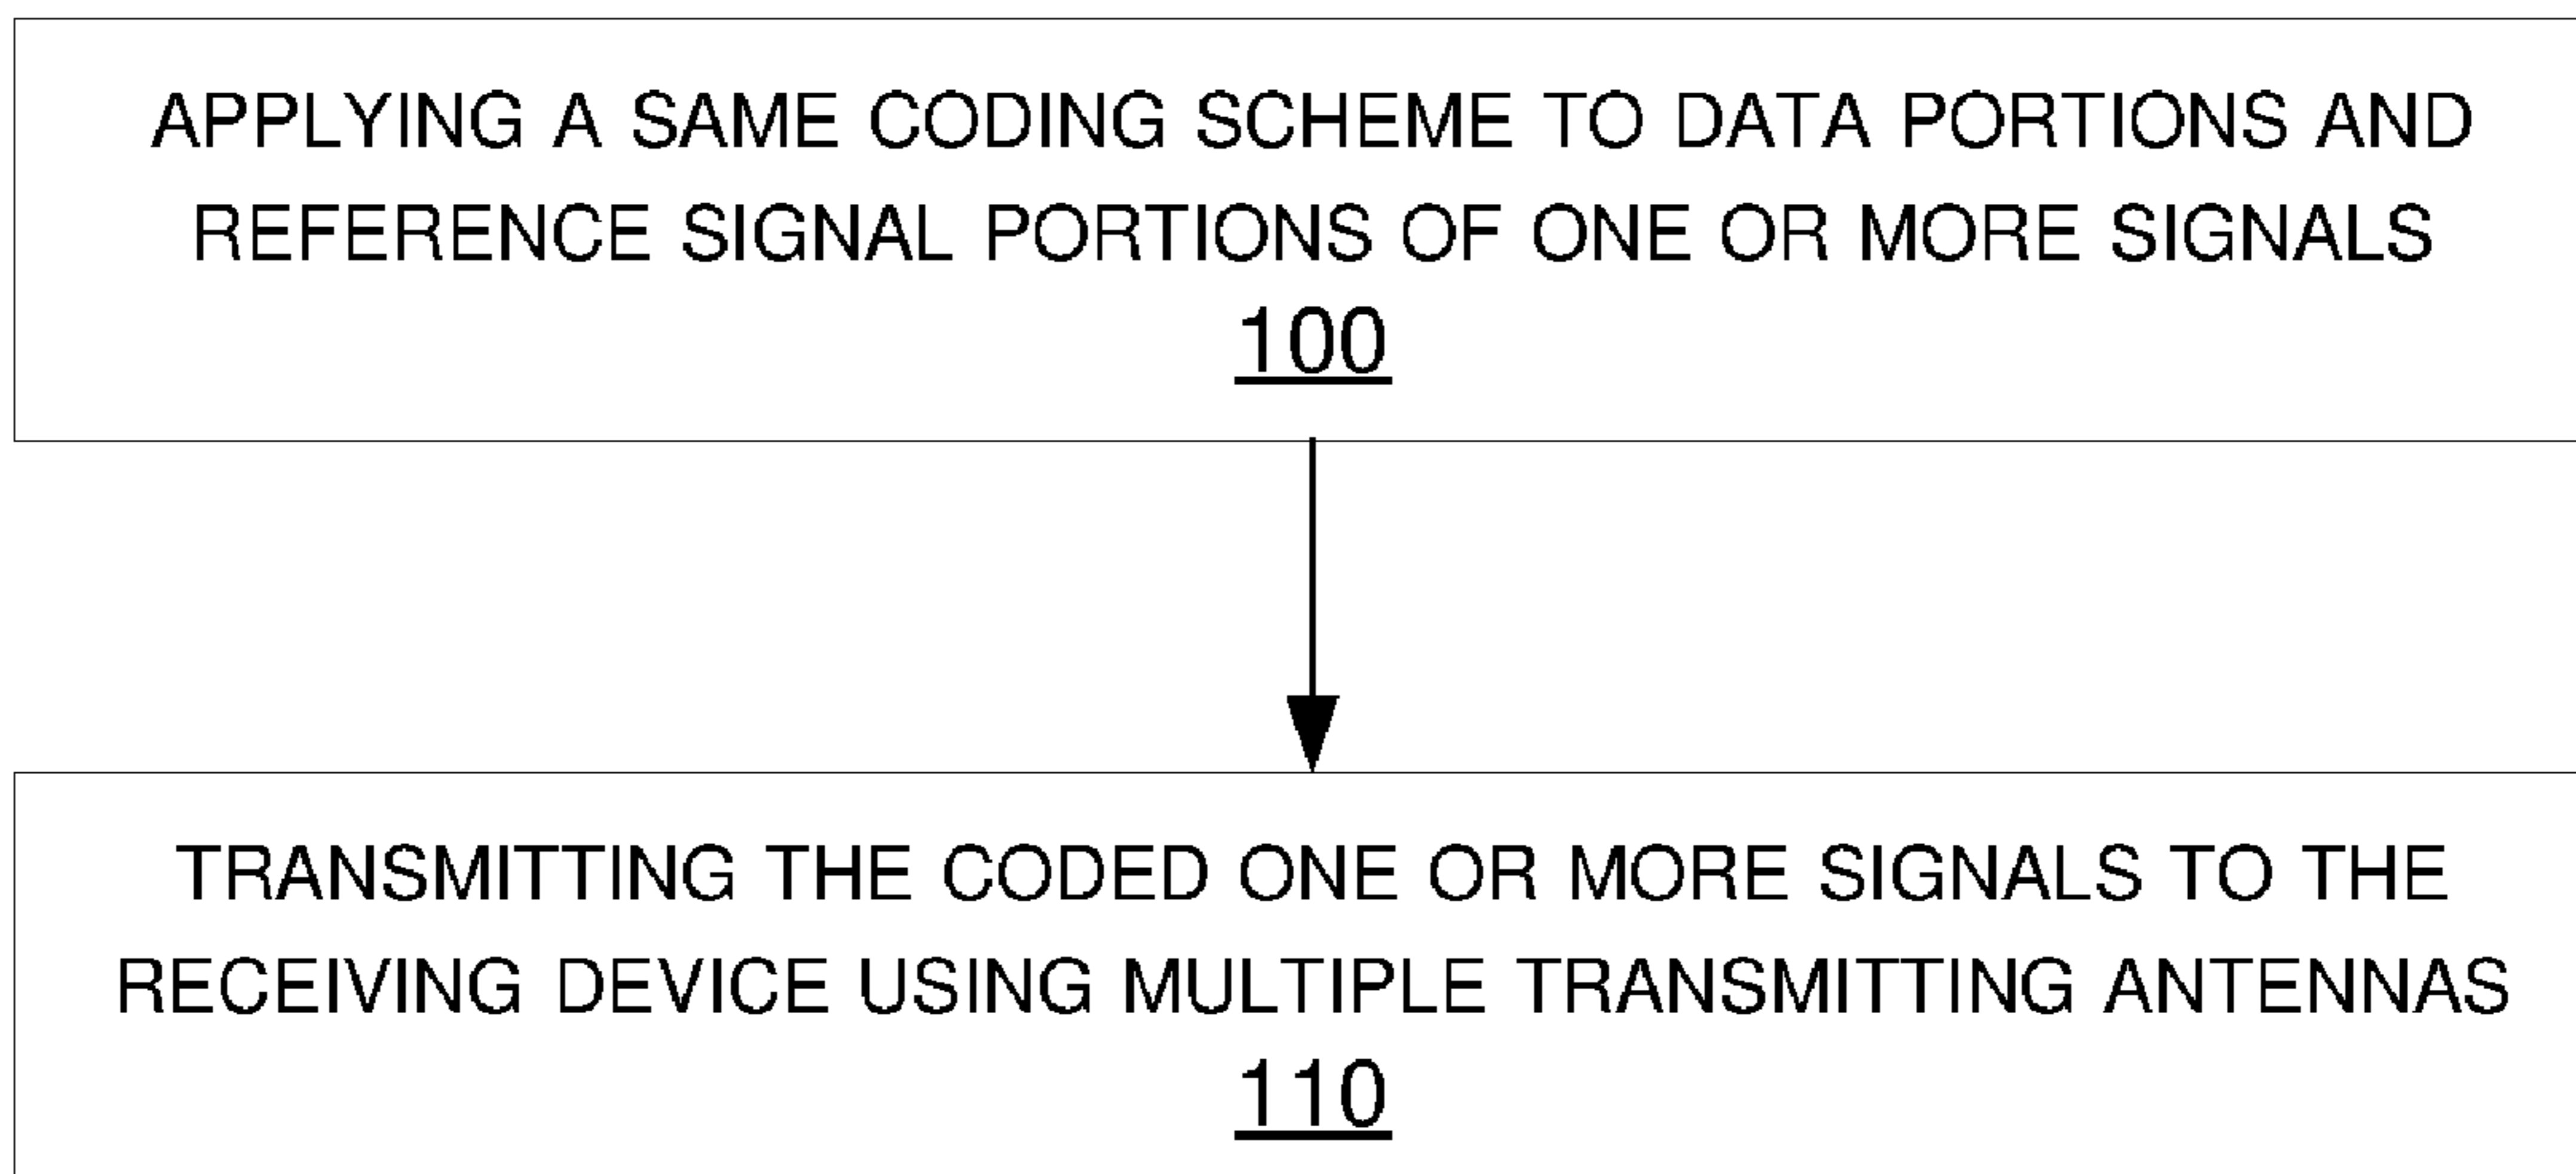 APPLYING A SAME CODING SCHEME TO DATA PORTIONS AND
REFERENCE SIGNAL PORTIONS OF ONE OR MORE SIGNALS
100
TRANSMITTING THE CODED ONE OR MORE SIGNALS TO THE
RECEIVING DEVICE USING MULTIPLE TRANSMITTING ANTENNAS
110